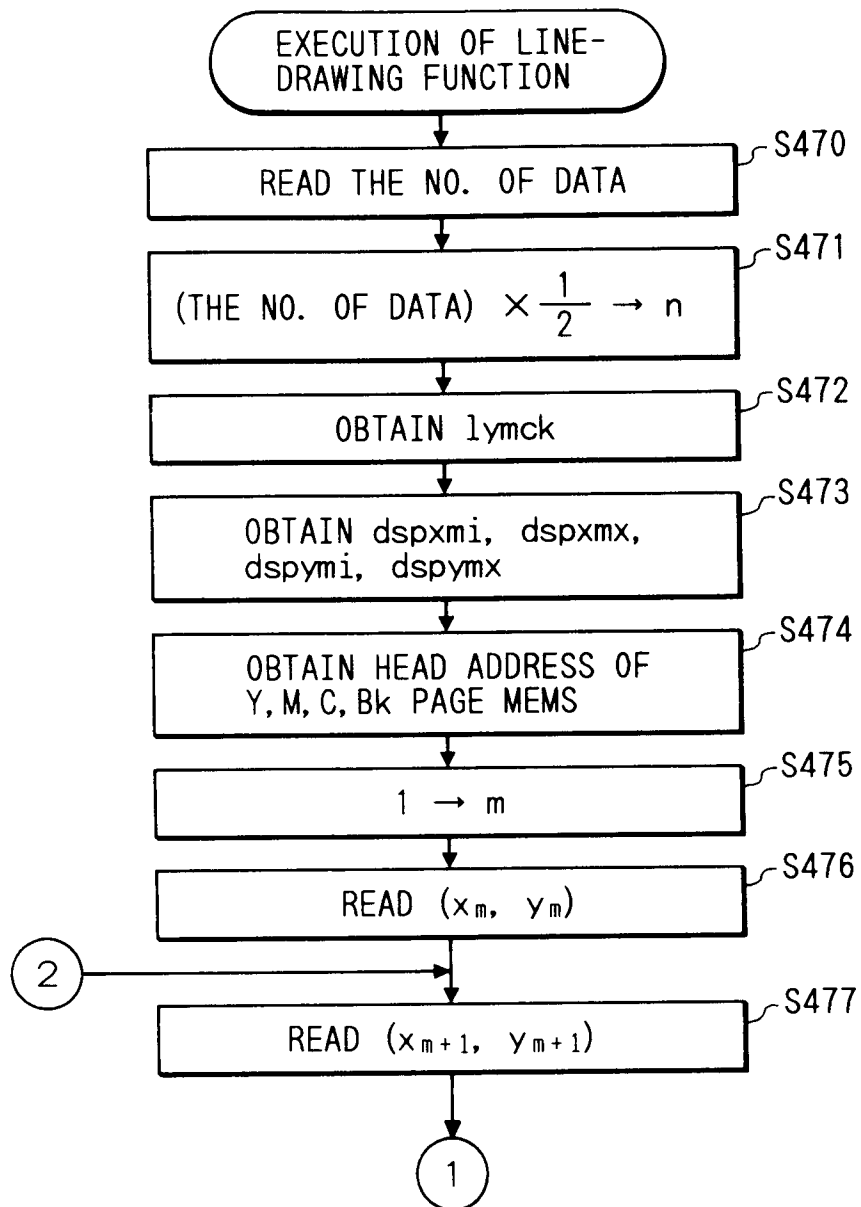 EXECUTION OF LINE-
DRAWING FUNCTION
S470
READ THE NO. OF DATA
S471
(THE NO. OF DATA) × 1/2 → n
S472
OBTAIN lymck
S473
OBTAIN dspxmi, dspxmx,
dspymi, dspymx
S474
OBTAIN HEAD ADDRESS OF
Y, M, C, Bk PAGE MEMS
S475
1 → m
S476
READ (xm, ym)
2
S477
READ (xm+1, ym+1)
1